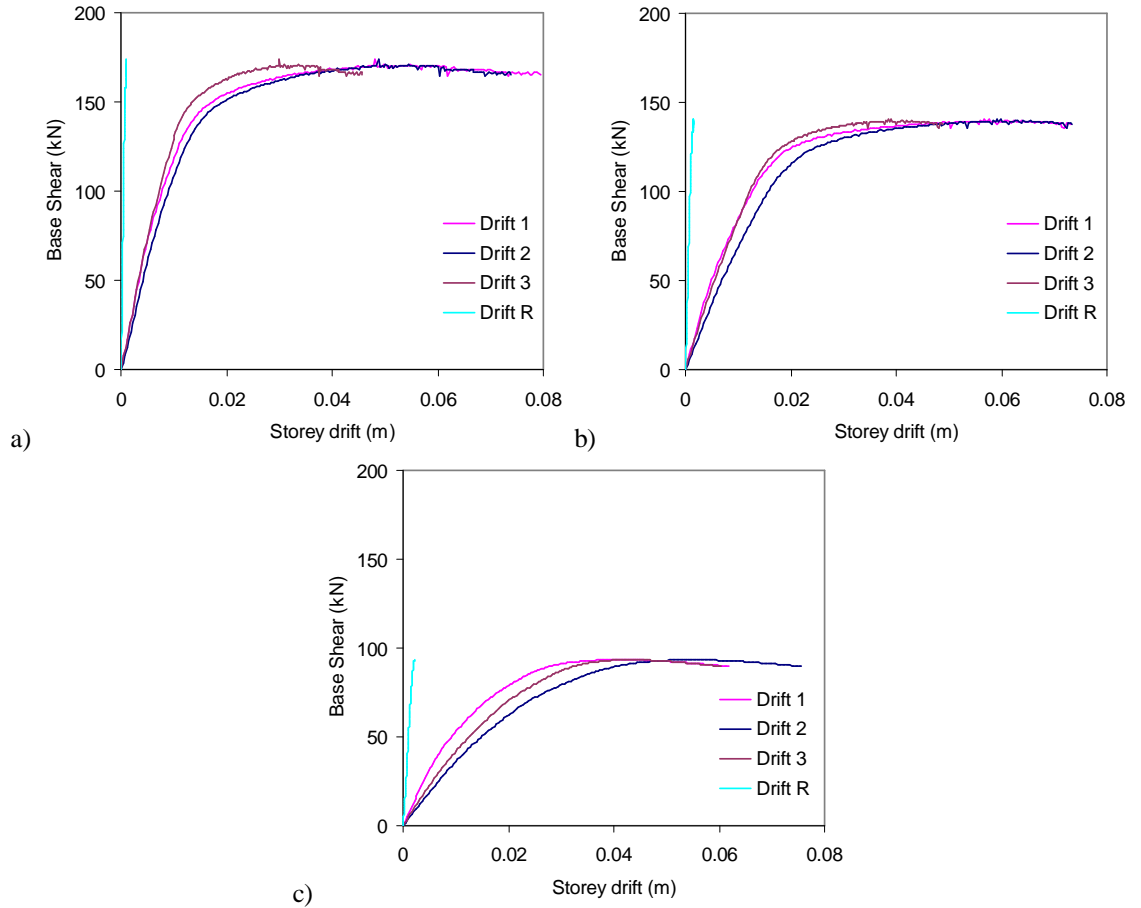 200
150
100
50
0
Base Shear (kN)
0 0.02 0.04 0.06 0.08
Storey drift (m)
Drift 1
Drift 2
Drift 3
Drift R
a)
200
150
100
50
0
Base Shear (kN)
0 0.02 0.04 0.06 0.08
Storey drift (m)
Drift 1
Drift 2
Drift 3
Drift R
b)
200
150
100
50
0
Base Shear (kN)
0 0.02 0.04 0.06 0.08
Storey drift (m)
Drift 1
Drift 2
Drift 3
Drift R
c)